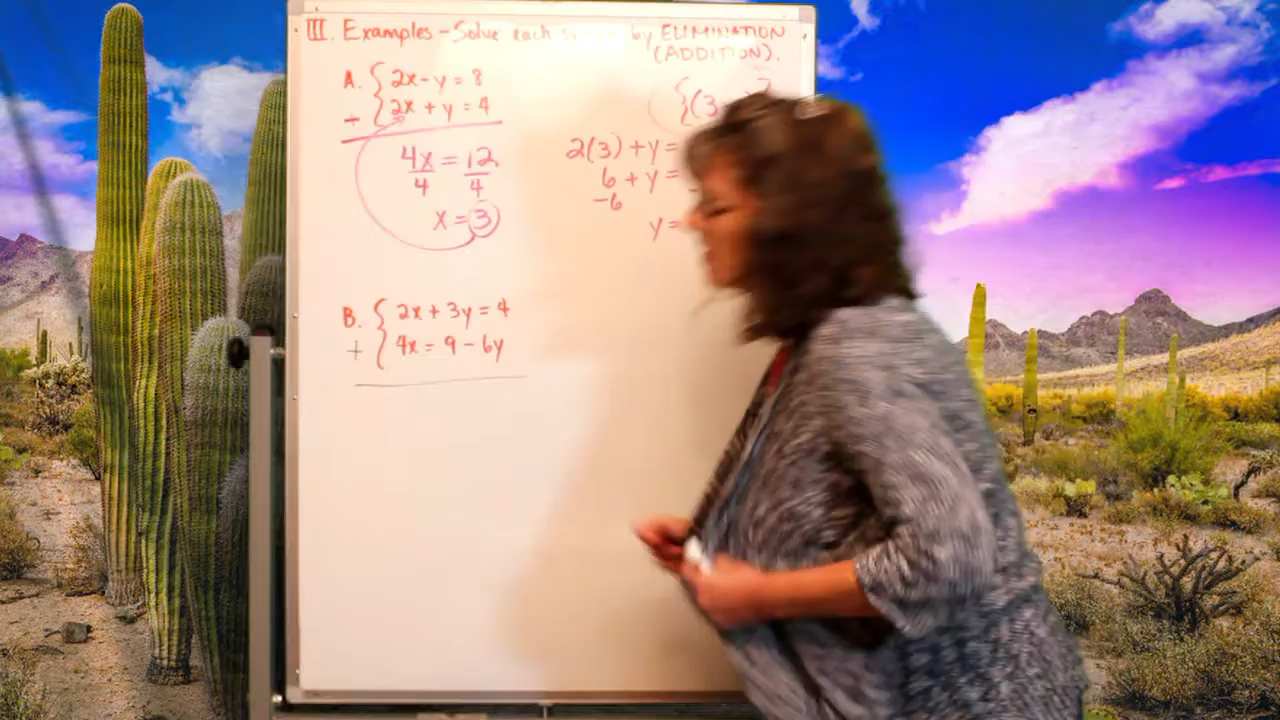 III. Examples - Solve each by ELIMINATION
(ADDITION).
A. { 2x - y = 8
+ { 2x + y = 4
4x = 12
4 4
x = 3
{(3
2(3) + y =
6 + y =
-6
y =
B. { 2x + 3y = 4
+ { 4x = 9 - 6y